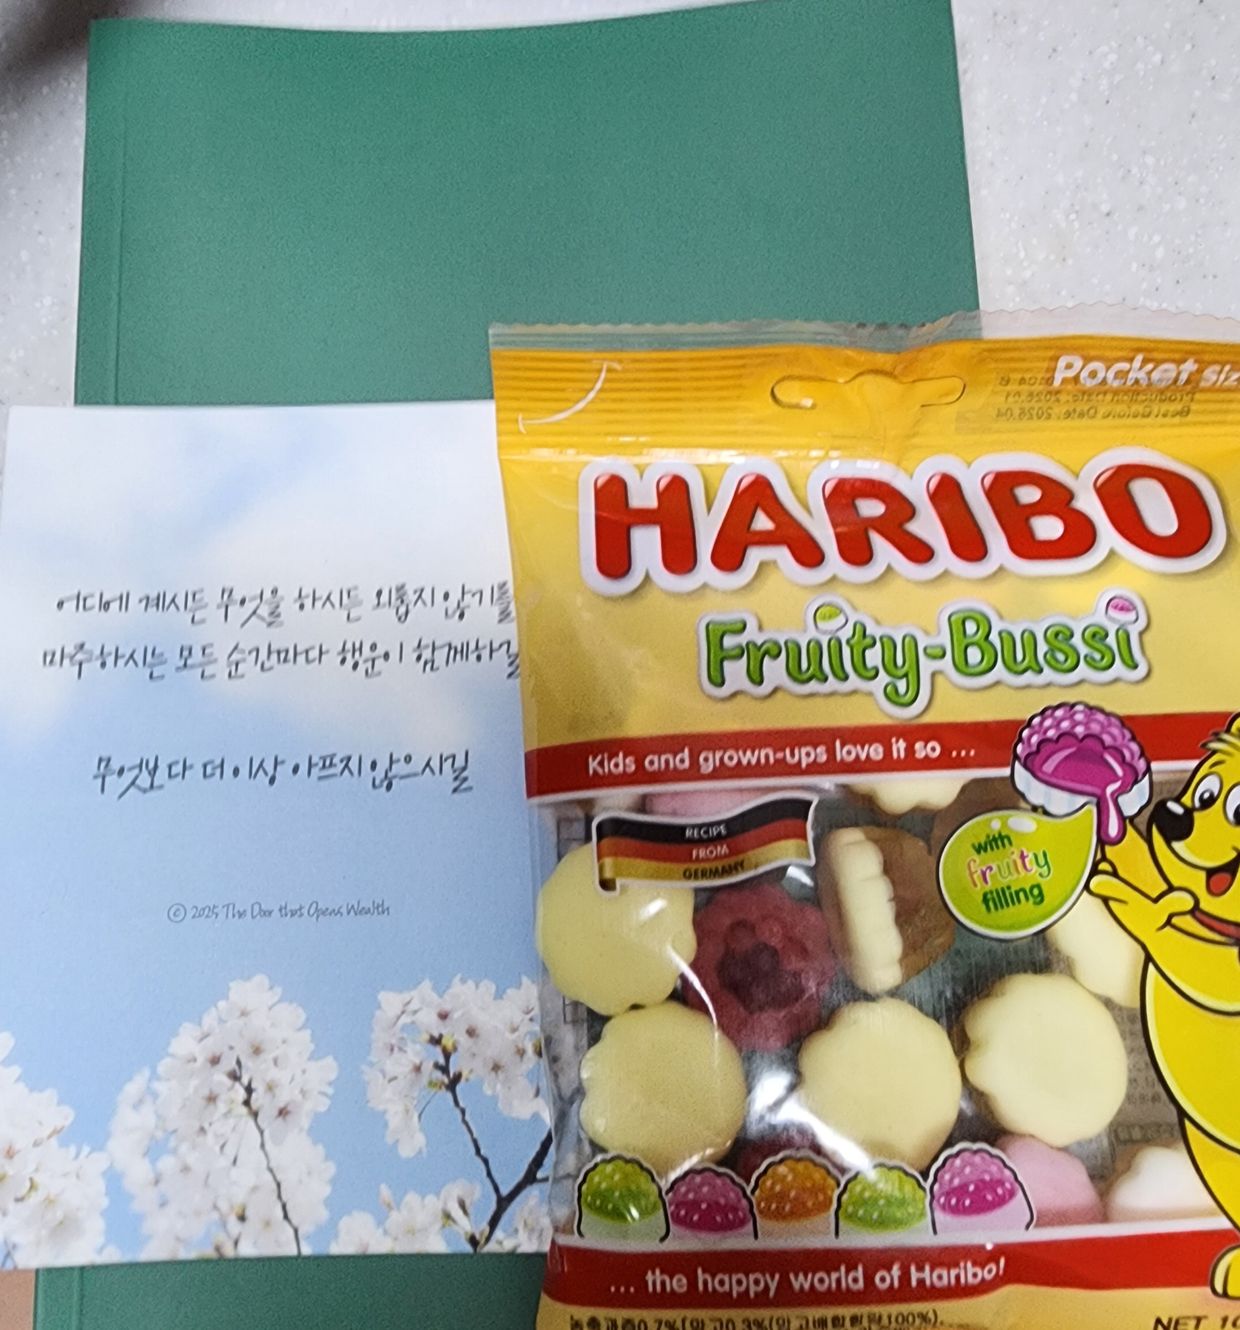 어디에 계시든 무엇을 하시든 외롭지 않기를
마주하시는 모든 순간마다 행운이 함께하길
무엇보다 더 이상 아프지 않으시길
© 2025 The Door that Opens Wealth
Pocket
HARIBO
Fruity-Bussi
Kids and grown-ups love it so ...
RECIPE
FROM
GERMANY
with
fruity
filling
... the happy world of Haribo!
NET